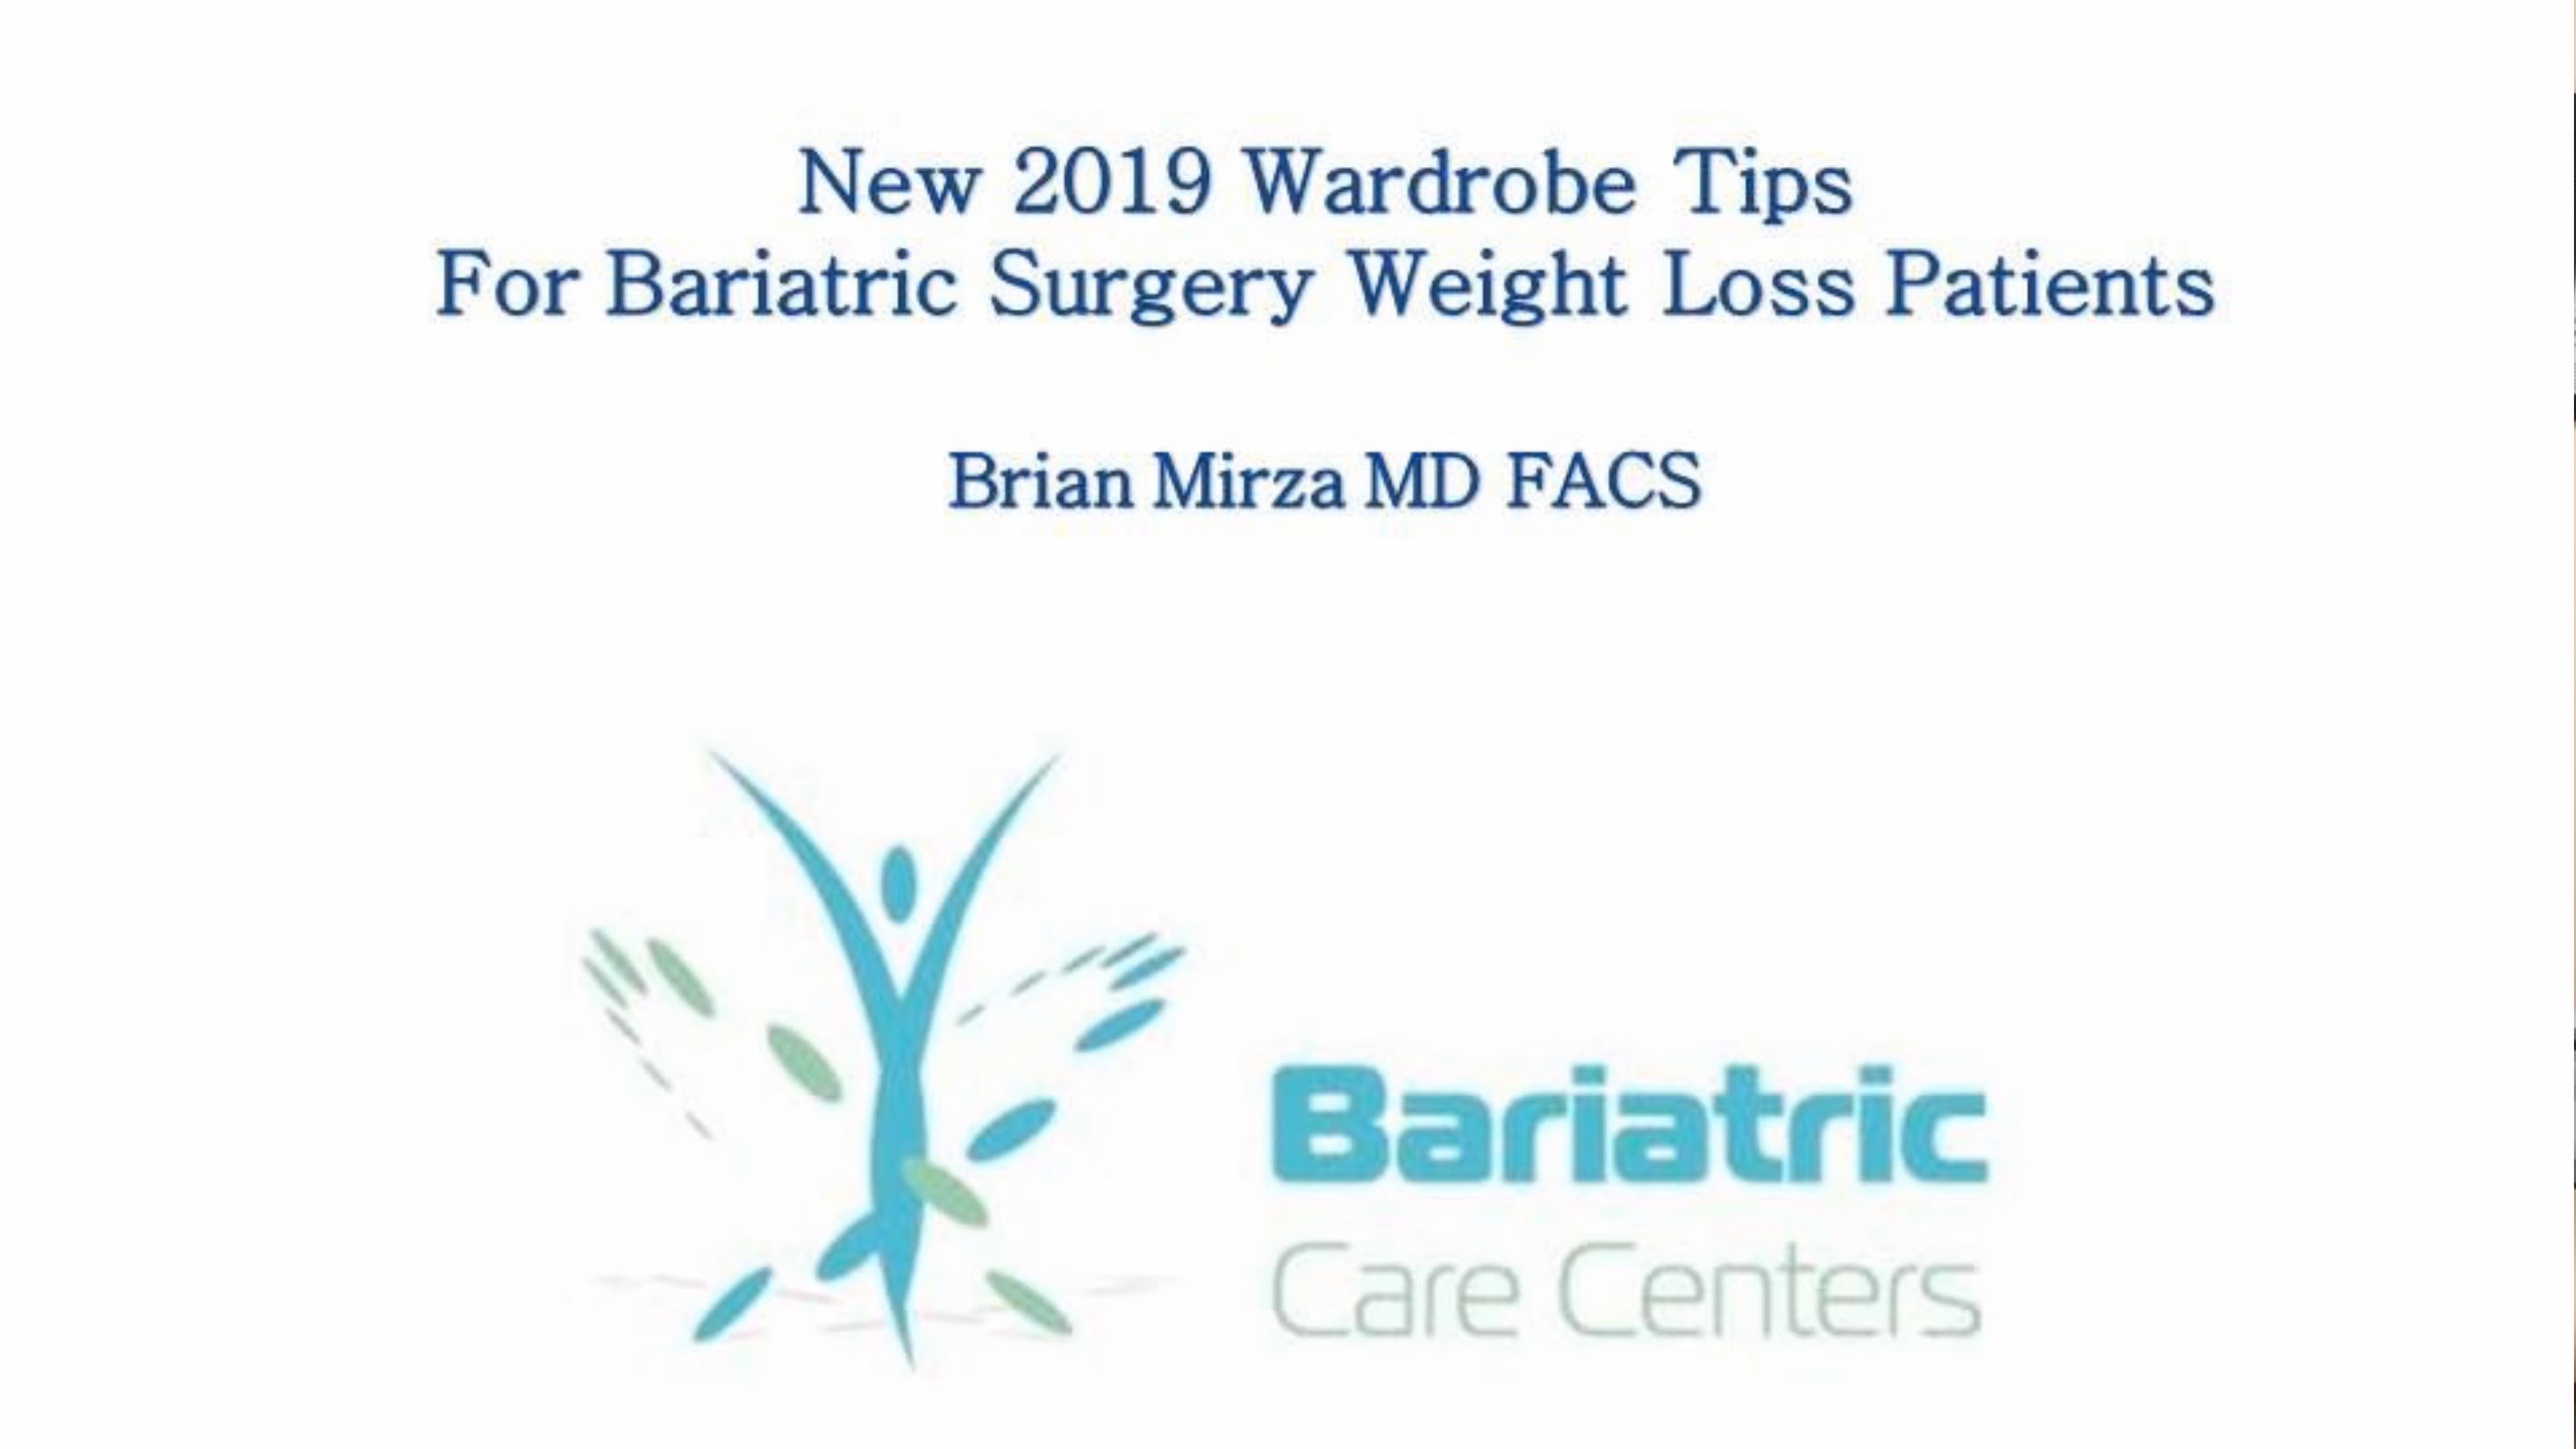 New 2019 Wardrobe Tips
For Bariatric Surgery Weight Loss Patients
Brian Mirza MD FACS
Bariatric
Care Centers